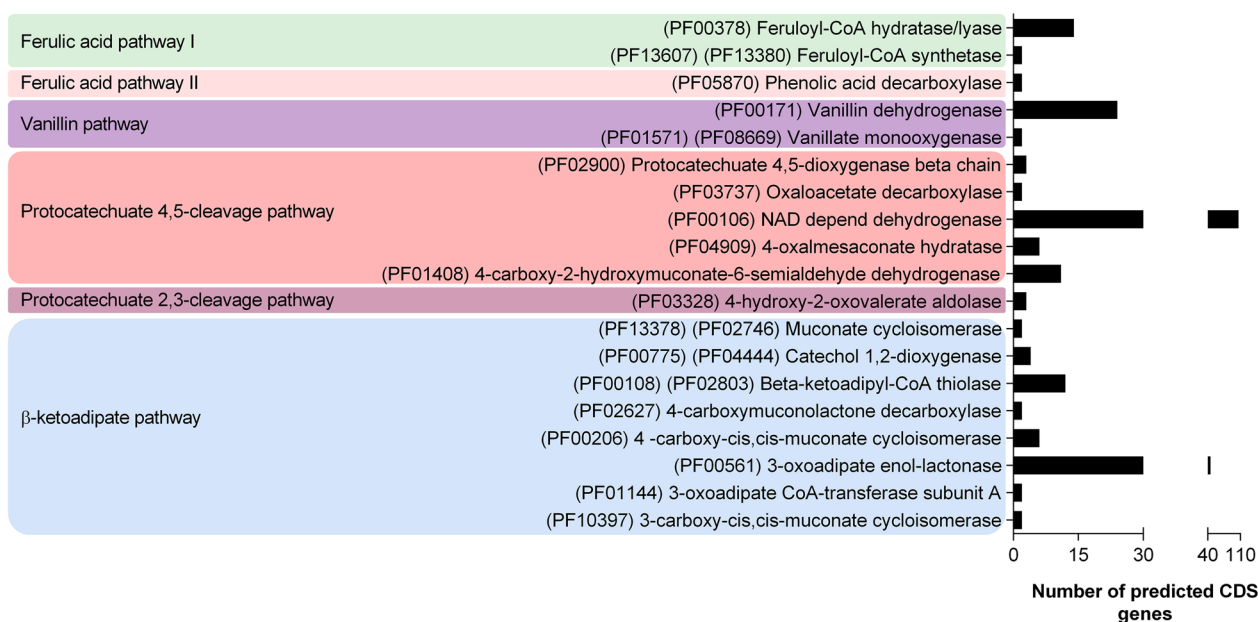 Ferulic acid pathway I
(PF00378) Feruloyl-CoA hydratase/lyase
(PF13607) (PF13380) Feruloyl-CoA synthetase
Ferulic acid pathway II
(PF05870) Phenolic acid decarboxylase
Vanillin pathway
(PF00171) Vanillin dehydrogenase
(PF01571) (PF08669) Vanillate monooxygenase
Protocatechuate 4,5-cleavage pathway
(PF02900) Protocatechuate 4,5-dioxygenase beta chain
(PF03737) Oxaloacetate decarboxylase
(PF00106) NAD depend dehydrogenase
(PF04909) 4-oxalmesaconate hydratase
(PF01408) 4-carboxy-2-hydroxymuconate-6-semialdehyde dehydrogenase
Protocatechuate 2,3-cleavage pathway
(PF03328) 4-hydroxy-2-oxovalerate aldolase
β-ketoadipate pathway
(PF13378) (PF02746) Muconate cycloisomerase
(PF00775) (PF04444) Catechol 1,2-dioxygenase
(PF00108) (PF02803) Beta-ketoadipyl-CoA thiolase
(PF02627) 4-carboxymuconolactone decarboxylase
(PF00206) 4 -carboxy-cis,cis-muconate cycloisomerase
(PF00561) 3-oxoadipate enol-lactonase
(PF01144) 3-oxoadipate CoA-transferase subunit A
(PF10397) 3-carboxy-cis,cis-muconate cycloisomerase
0 15 30 40 110
Number of predicted CDS
genes